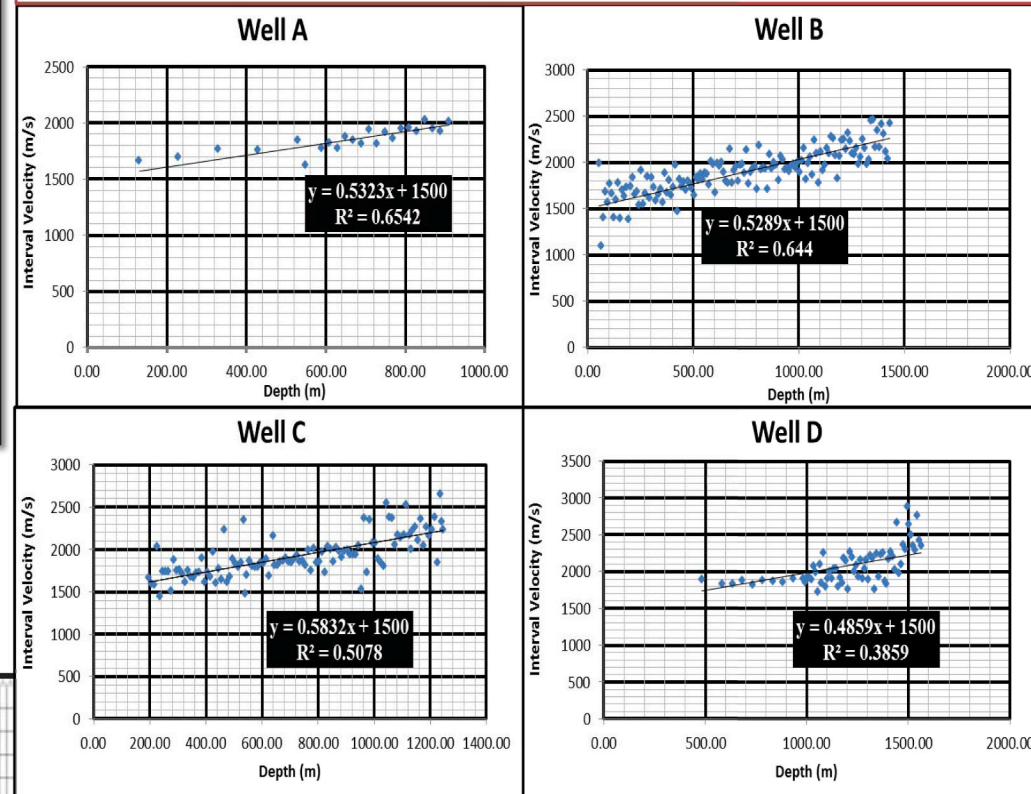 Well A
Interval Velocity (m/s)
2500
2000
1500
1000
500
0
y = 0.5323x + 1500
R² = 0.6542
0.00 200.00 400.00 600.00 800.00 1000.00
Depth (m)
Well B
Interval Velocity (m/s)
3000
2500
2000
1500
1000
500
0
y = 0.5289x + 1500
R² = 0.644
0.00 500.00 1000.00 1500.00 2000.00
Depth (m)
Well C
Interval Velocity (m/s)
3000
2500
2000
1500
1000
500
0
y = 0.5832x + 1500
R² = 0.5078
0.00 200.00 400.00 600.00 800.00 1000.00 1200.00 1400.00
Depth (m)
Well D
Interval Velocity (m/s)
3500
3000
2500
2000
1500
1000
500
0
y = 0.4859x + 1500
R² = 0.3859
0.00 500.00 1000.00 1500.00 2000.00
Depth (m)